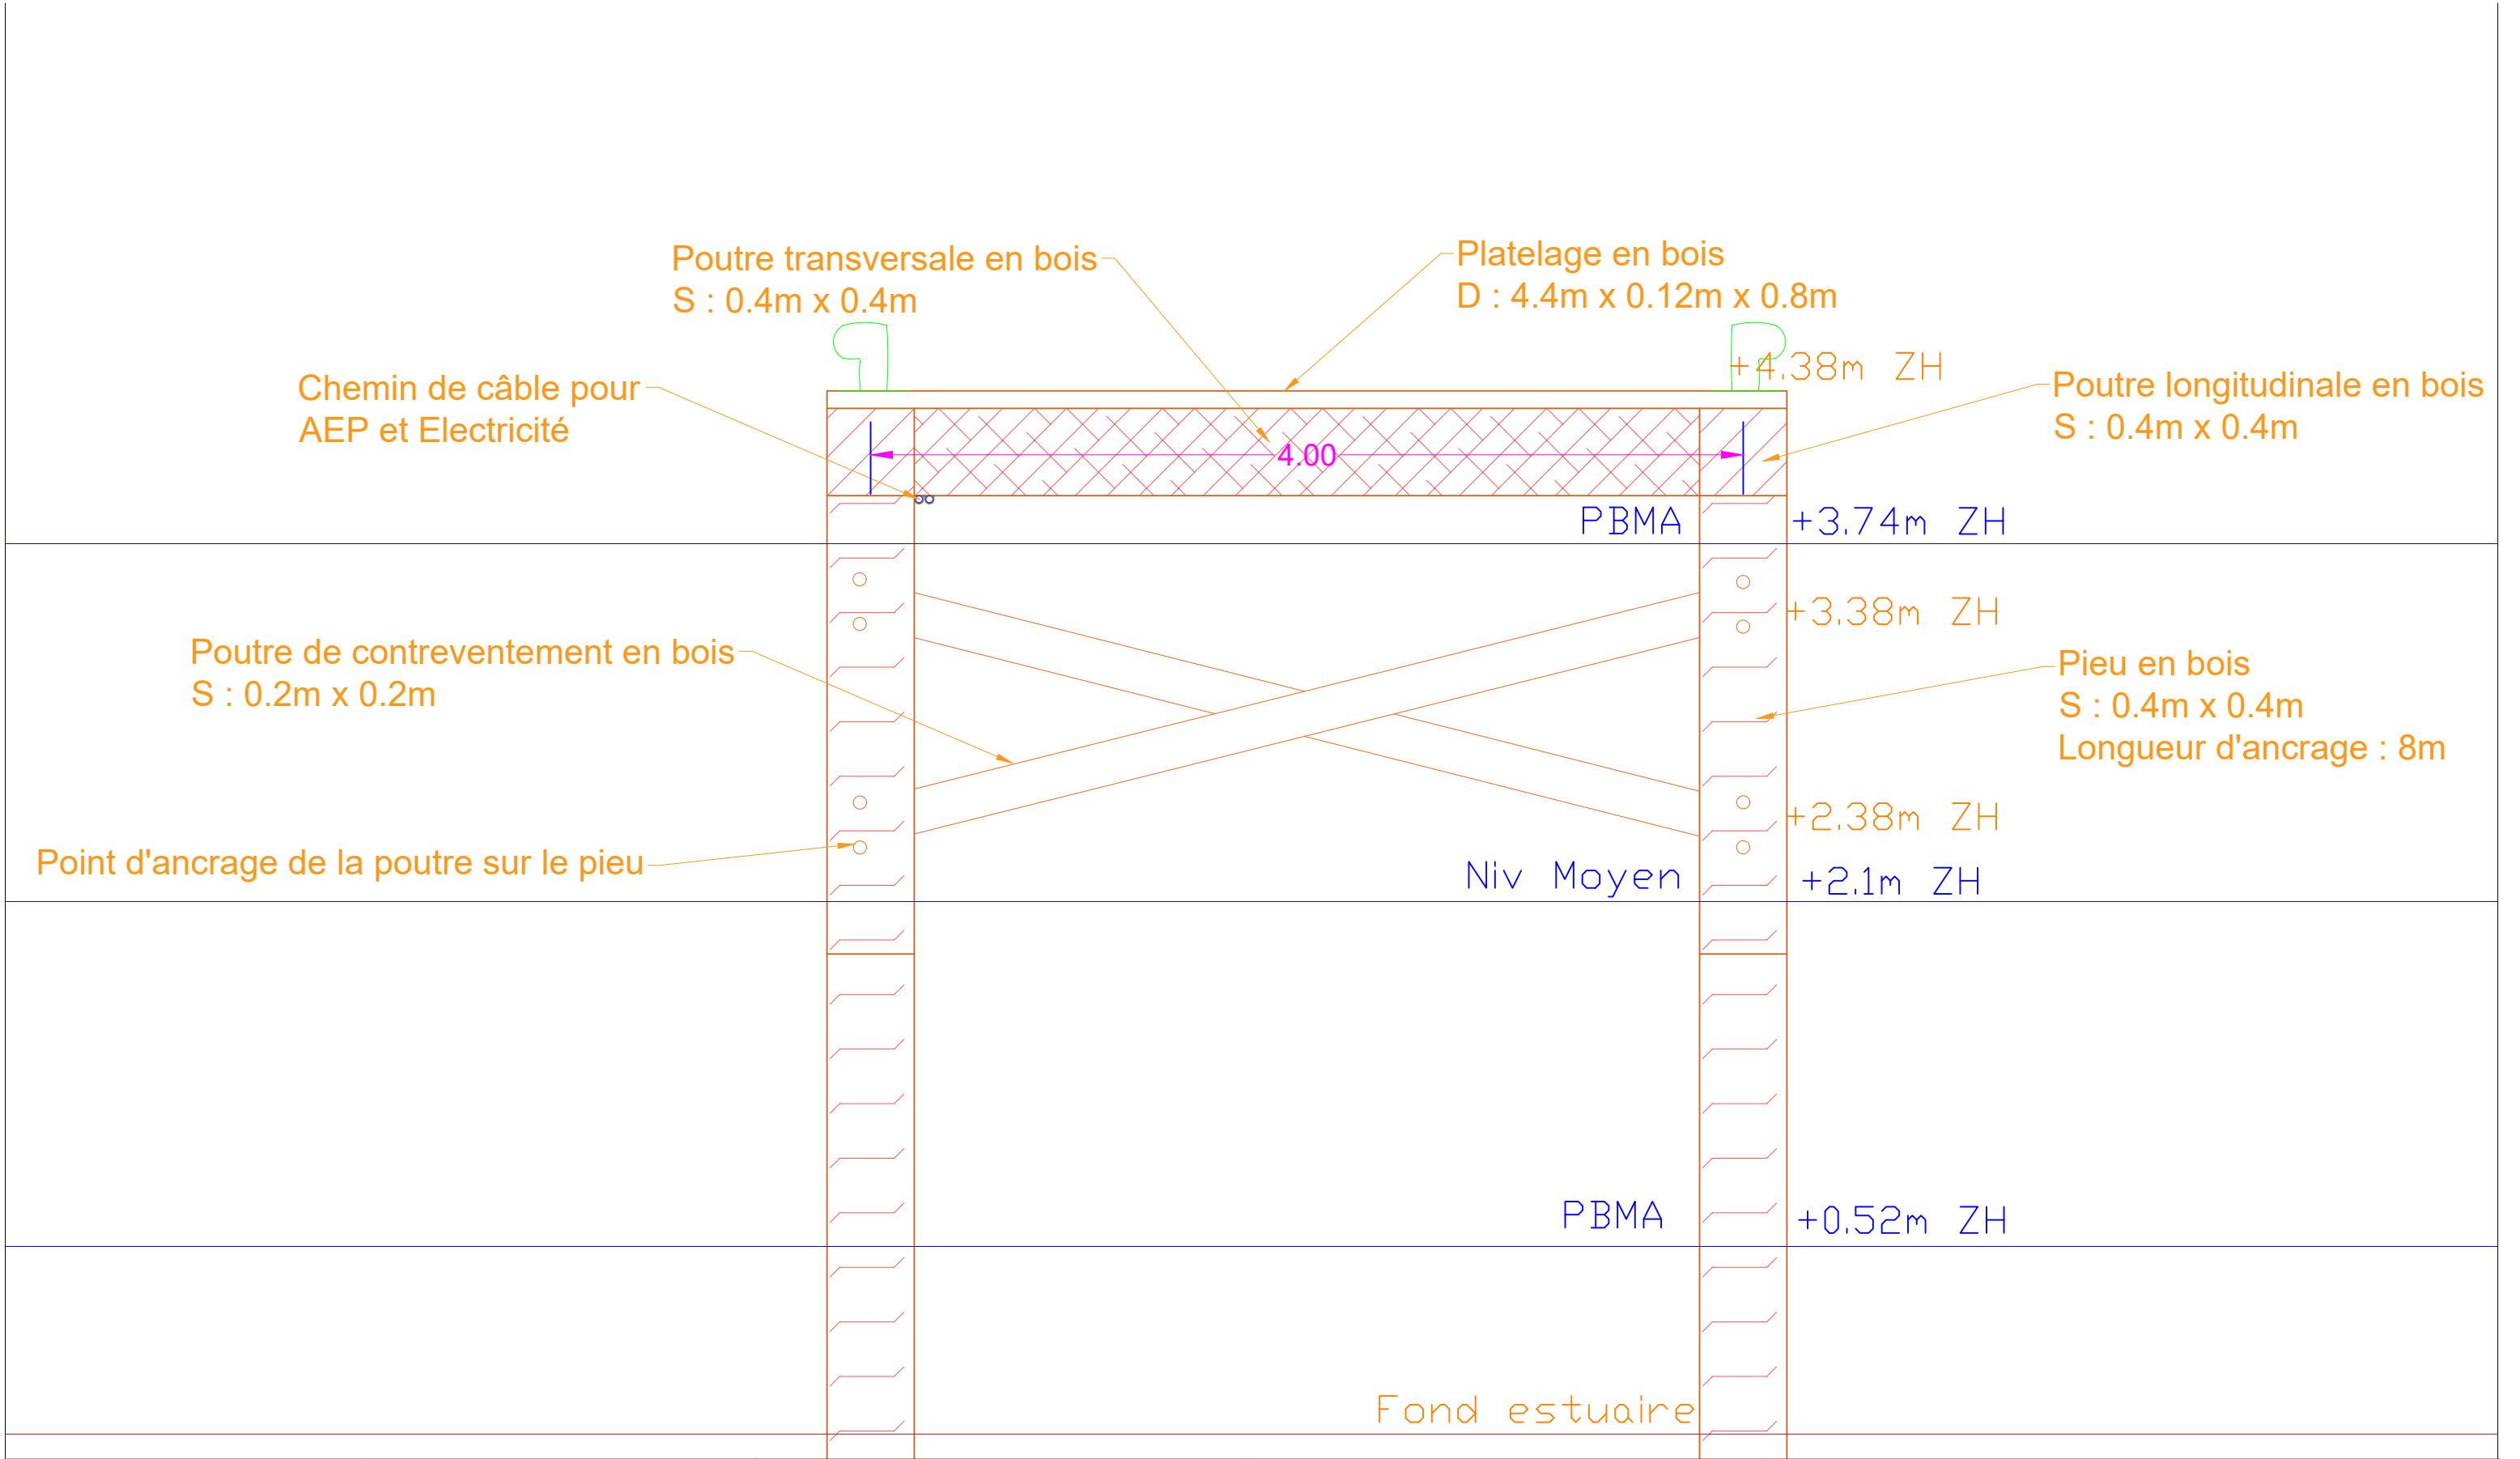 Poutre transversale en bois
S : 0.4m x 0.4m
Platelage en bois
D : 4.4m x 0.12m x 0.8m
+4.38m ZH
Chemin de câble pour
AEP et Electricité
Poutre longitudinale en bois
S : 0.4m x 0.4m
4.00
PBMA
+3.74m ZH
+3.38m ZH
Poutre de contreventement en bois
S : 0.2m x 0.2m
Pieu en bois
S : 0.4m x 0.4m
Longueur d'ancrage : 8m
+2.38m ZH
Point d'ancrage de la poutre sur le pieu
Niv Moyen
+2.1m ZH
PBMA
+0.52m ZH
Fond estuaire